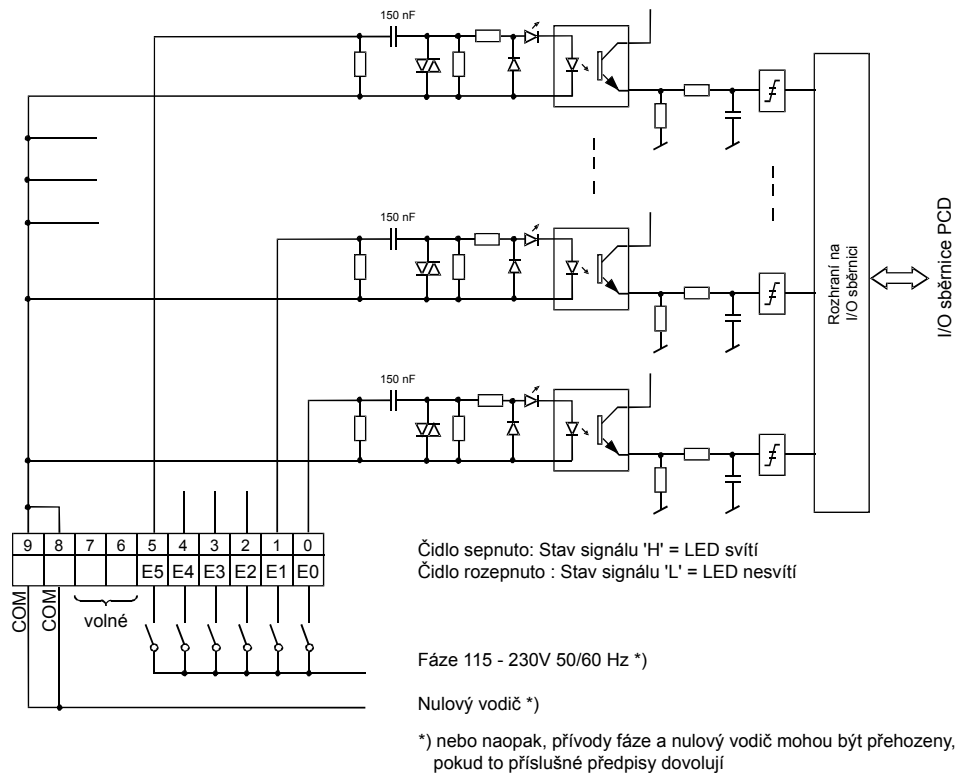 150 nF
150 nF
150 nF
Rozhraní na
I/O sběrnici
I/O sběrnice PCD
9 8 7 6 5 4 3 2 1 0
E5 E4 E3 E2 E1 E0
COM
COM
volné
Čidlo sepnuto: Stav signálu 'H' = LED svítí
Čidlo rozepnuto : Stav signálu 'L' = LED nesvítí
Fáze 115 - 230V 50/60 Hz *)
Nulový vodič *)
*) nebo naopak, přívody fáze a nulový vodič mohou být přehozeny,
pokud to příslušné předpisy dovolují